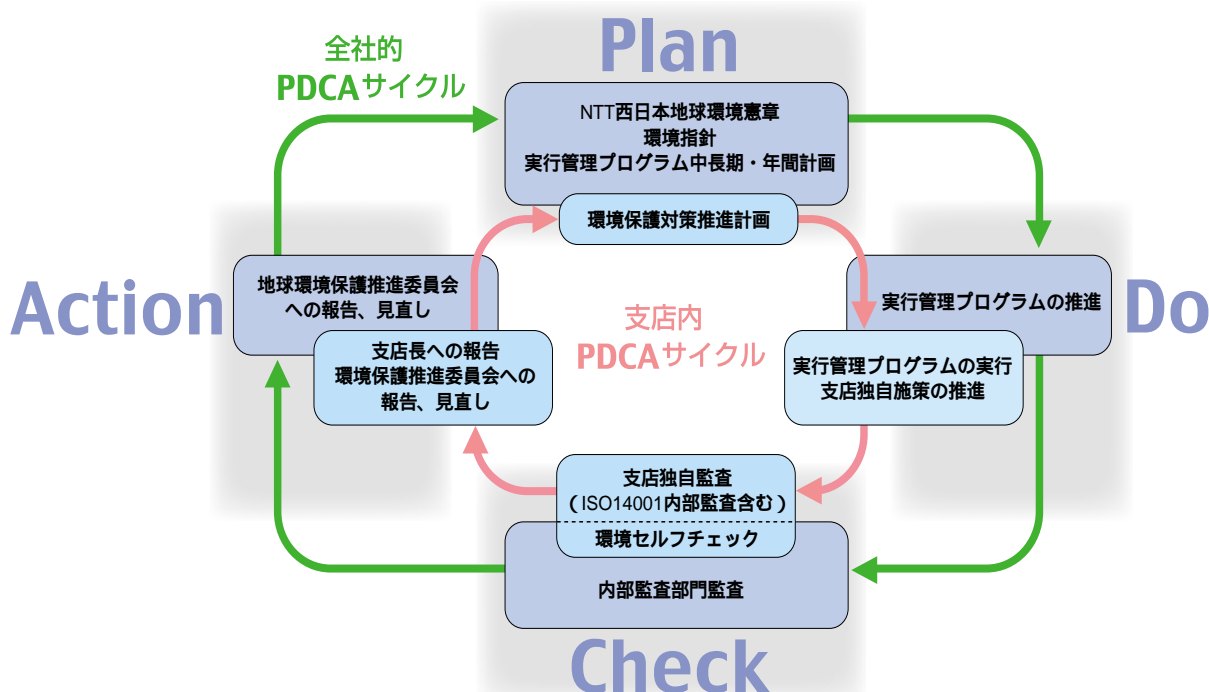 Plan
全社的
PDCAサイクル
NTT西日本地球環境憲章
環境指針
実行管理プログラム中長期・年間計画
環境保護対策推進計画
Action
地球環境保護推進委員会
への報告、見直し
支店長への報告
環境保護推進委員会への
報告、見直し
支店内
PDCAサイクル
実行管理プログラムの推進
Do
実行管理プログラムの実行
支店独自施策の推進
支店独自監査
（ISO14001内部監査含む）
環境セルフチェック
内部監査部門監査
Check